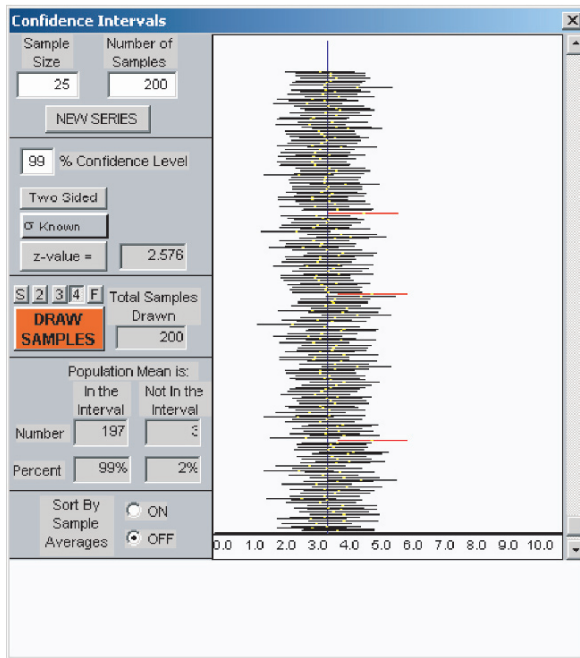 Confidence Intervals
Sample Size
Number of Samples
25
200
NEW SERIES
99 % Confidence Level
Two Sided
σ Known
z-value = 2.576
S 2 3 4 F
DRAW SAMPLES
Total Samples Drawn
200
Population Mean is:
In the Interval
Not In the Interval
Number 197 3
Percent 99% 2%
Sort By Sample Averages
ON
OFF
0.0 1.0 2.0 3.0 4.0 5.0 6.0 7.0 8.0 9.0 10.0